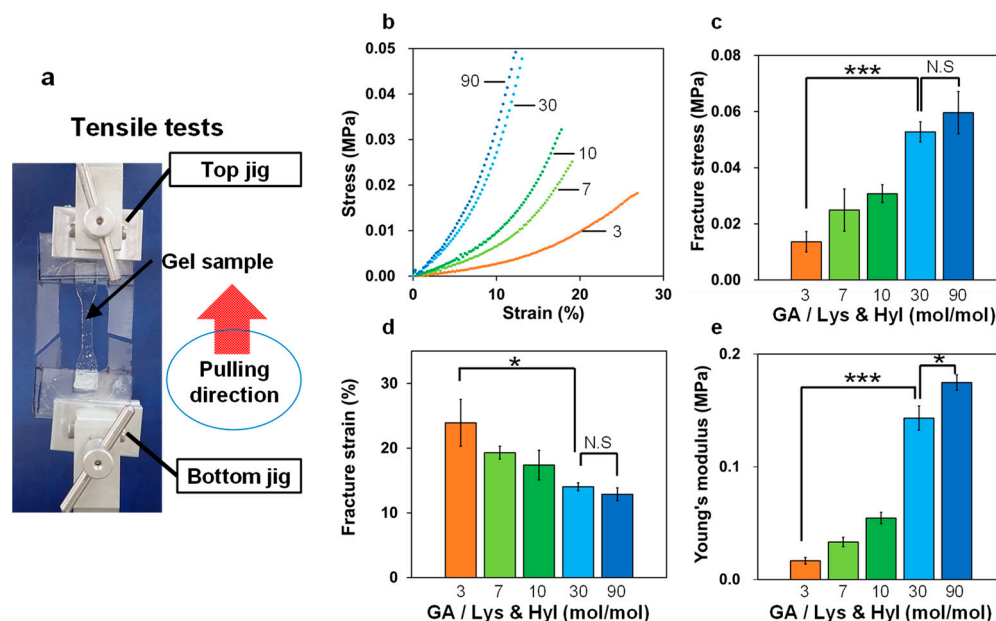 a
Tensile tests
Top jig
Gel sample
Pulling
direction
Bottom jig
b
Stress (MPa)
0.05
0.04
0.03
0.02
0.01
0.00
90
30
10
7
3
0
10
20
30
Strain (%)
c
Fracture stress (MPa)
0.08
0.06
0.04
0.02
0.00
***
N.S
3
7
10
30
90
GA / Lys & Hyl (mol/mol)
d
Fracture strain (%)
30
20
10
0
*
N.S
3
7
10
30
90
GA / Lys & Hyl (mol/mol)
e
Young's modulus (MPa)
0.2
0.1
0.0
***
*
3
7
10
30
90
GA / Lys & Hyl (mol/mol)